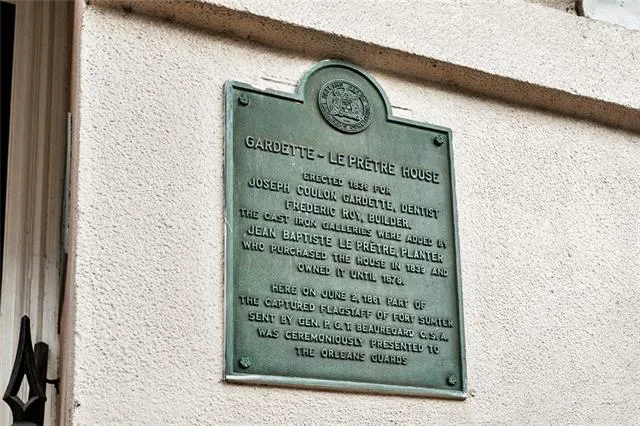 GARDETTE - LE PRÊTRE HOUSE
ERECTED 1836 FOR
JOSEPH COULON GARDETTE, DENTIST
FREDERIC ROY, BUILDER.
THE CAST IRON GALLERIES WERE ADDED BY
JEAN BAPTISTE LE PRÊTRE, PLANTER
WHO PURCHASED THE HOUSE IN 1839 AND
OWNED IT UNTIL 1878.
HERE ON JUNE 2, 1861 PART OF
THE CAPTURED FLAGSTAFF OF FORT SUMTER
SENT BY GEN. P. G. T. BEAUREGARD C. S. A.
WAS CEREMONIOUSLY PRESENTED TO
THE ORLEANS GUARDS